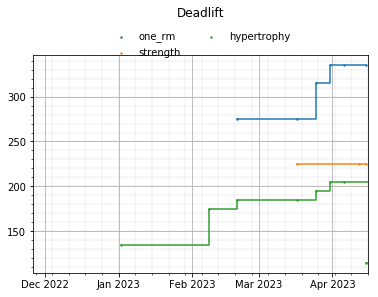 Deadlift
one_rm
strength
hypertrophy
300
250
200
150
Dec 2022 Jan 2023 Feb 2023 Mar 2023 Apr 2023